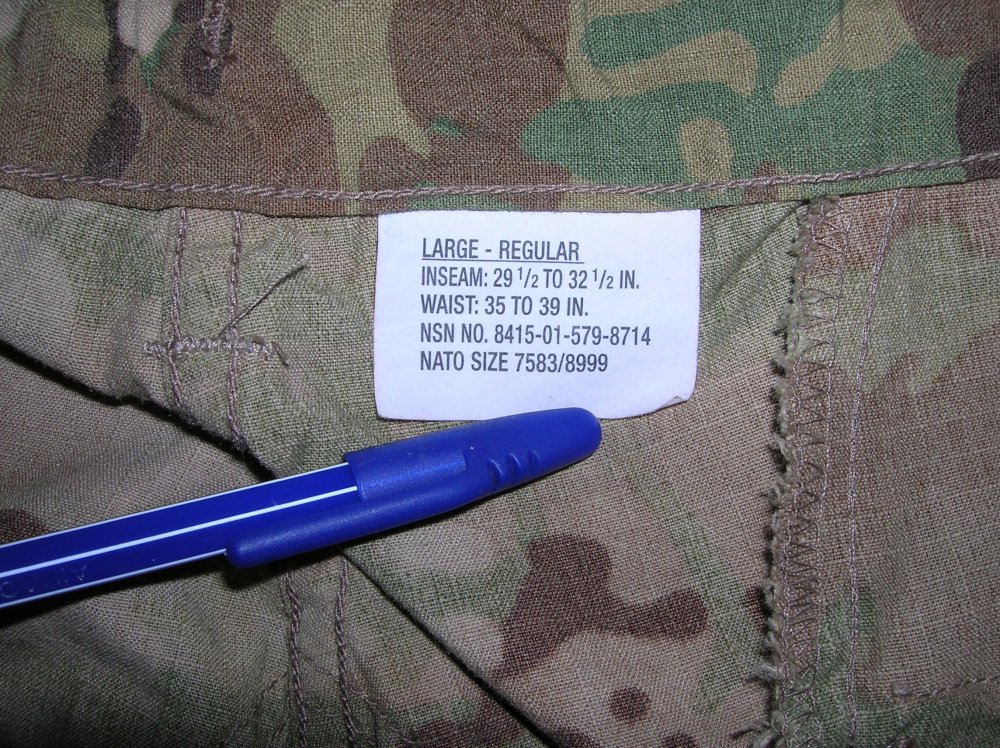 LARGE - REGULAR
INSEAM: 29 1/2 TO 32 1/2 IN.
WAIST: 35 TO 39 IN.
NSN NO. 8415-01-579-8714
NATO SIZE 7583/8999